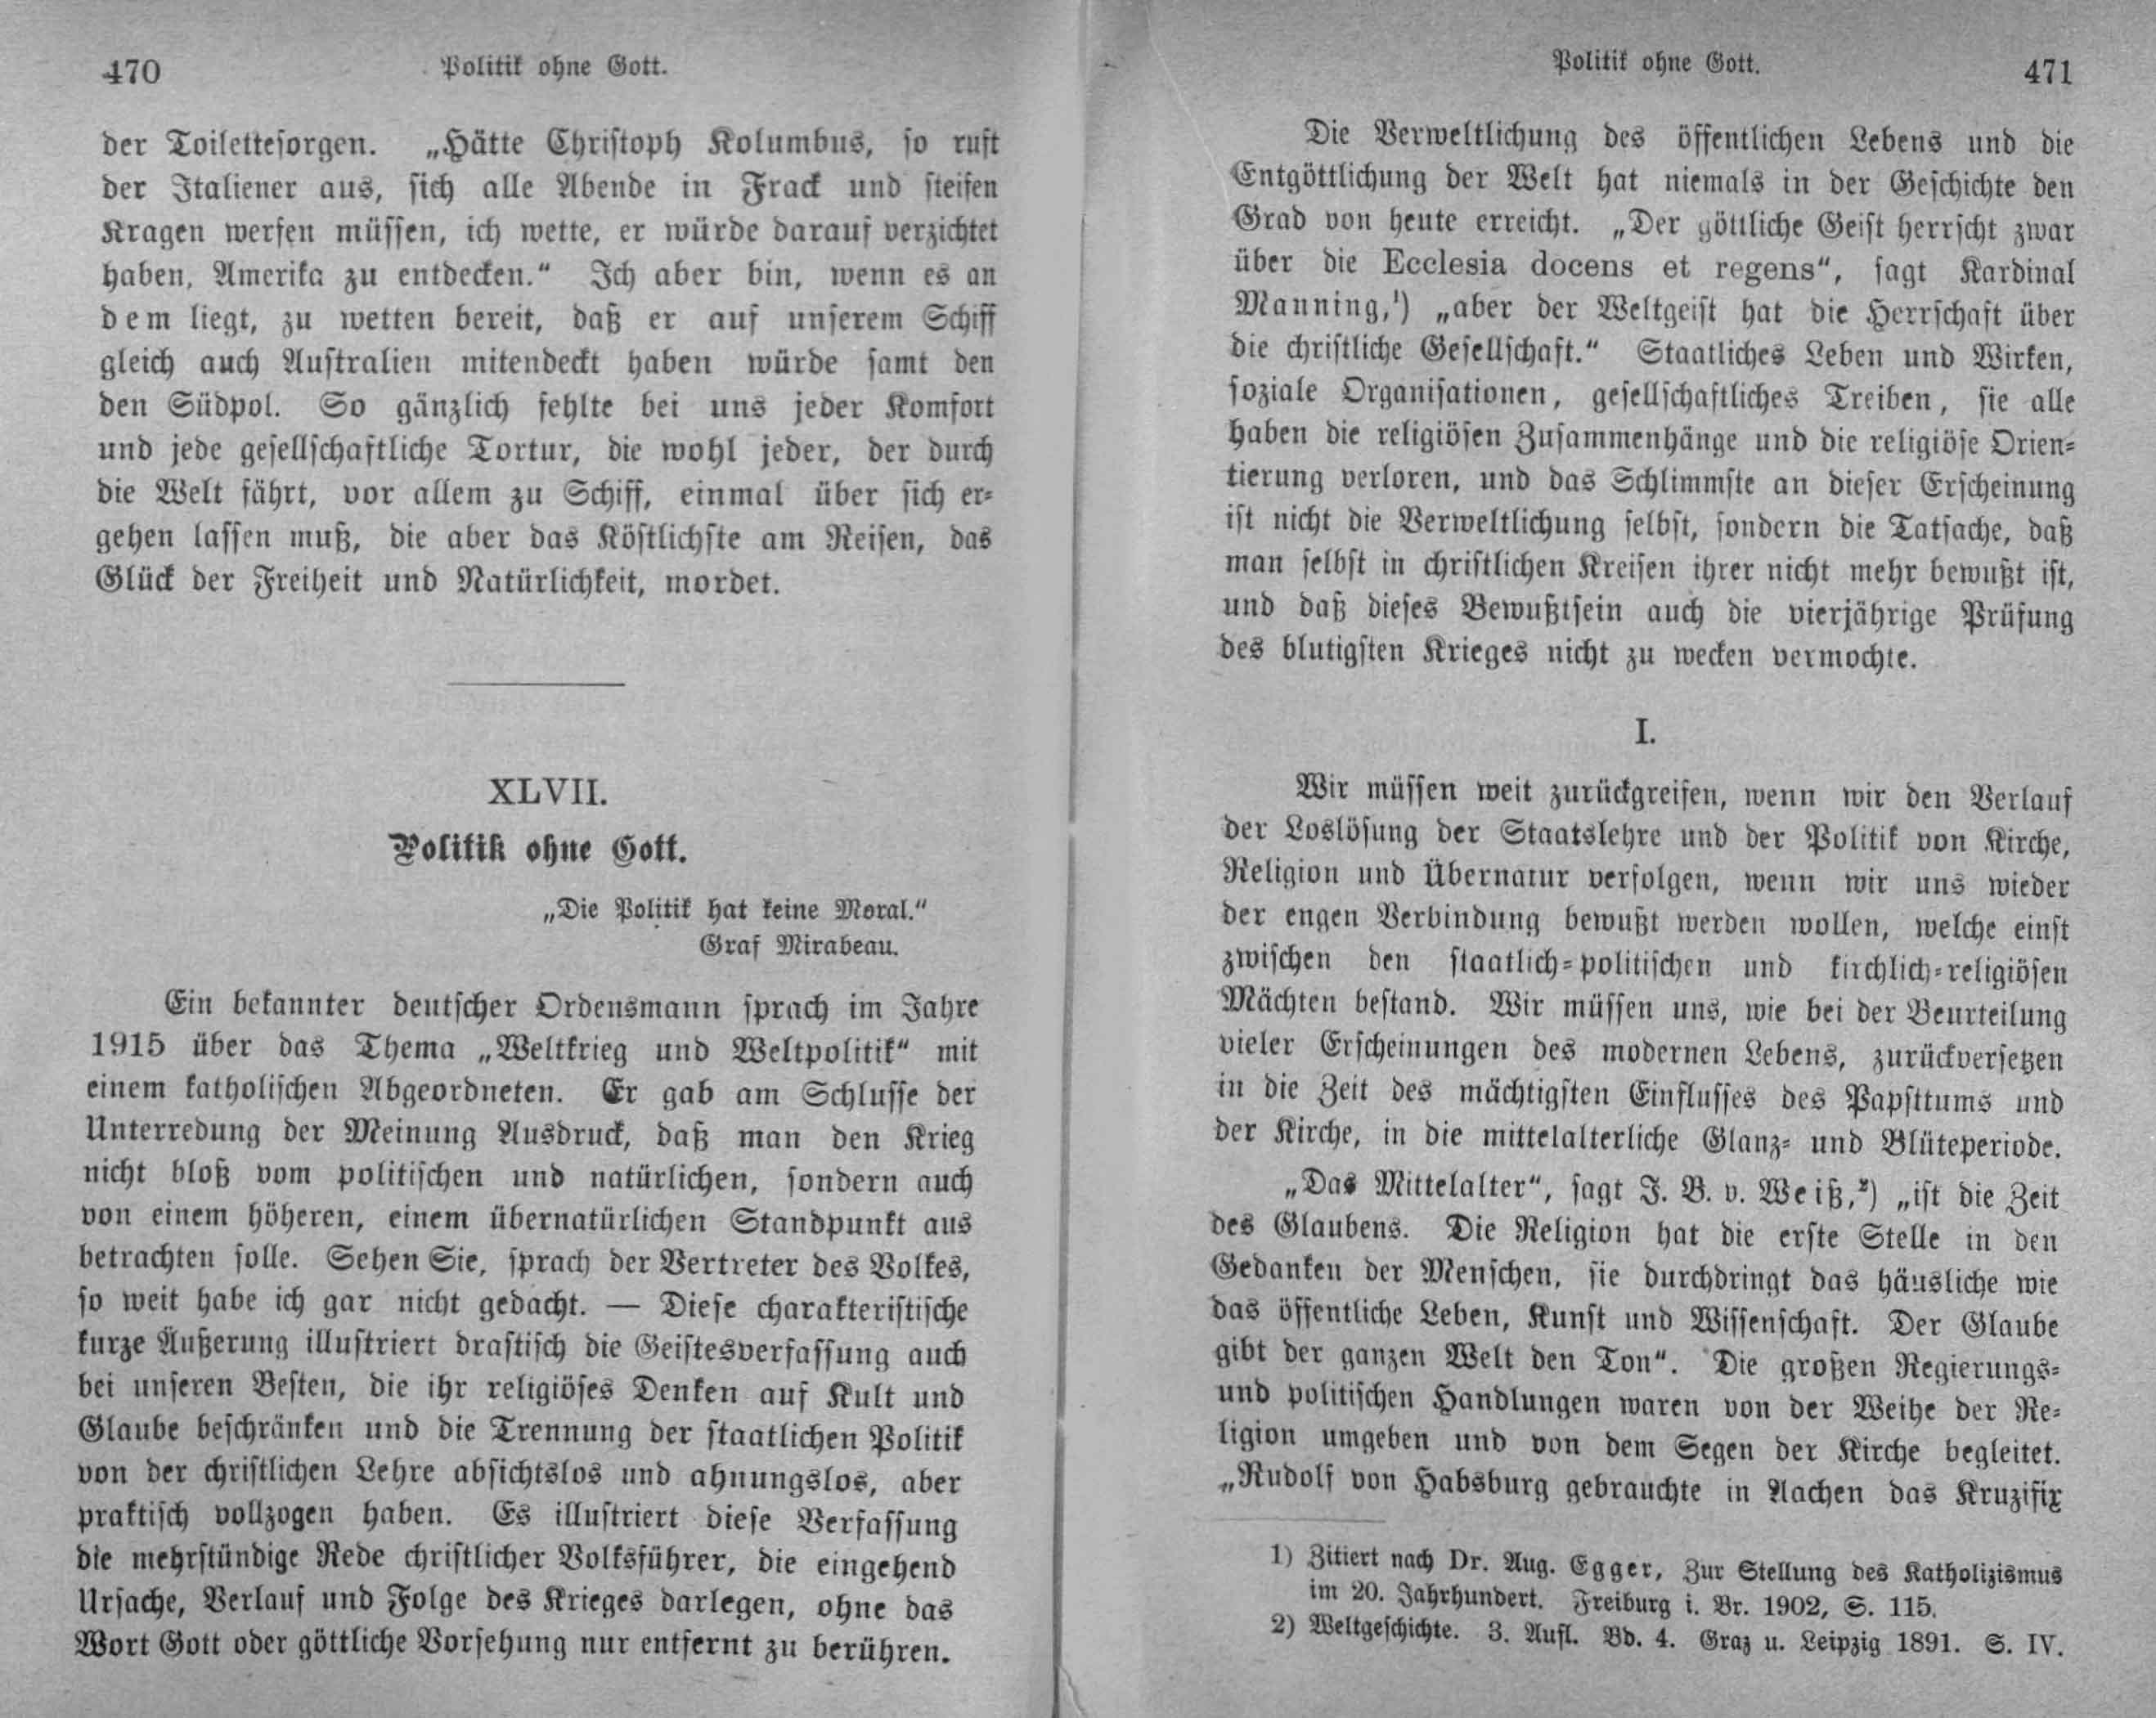 470
Politik ohne Gott.
der Toilettesorgen. „Hätte Christoph Kolumbus, so ruft
der Italiener aus, sich alle Abende in Frack und steifen
Kragen werfen müssen, ich wette, er würde darauf verzichtet
haben, Amerika zu entdecken.“ Ich aber bin, wenn es an
dem liegt, zu wetten bereit, daß er auf unserem Schiff
gleich auch Australien mitendeckt haben würde samt den
den Südpol. So gänzlich fehlte bei uns jeder Komfort
und jede gesellschaftliche Tortur, die wohl jeder, der durch
die Welt fährt, vor allem zu Schiff, einmal über sich er-
gehen lassen muß, die aber das Köstlichste am Reisen, das
Glück der Freiheit und Natürlichkeit, mordet.
XLVII.
Politik ohne Gott.
„Die Politik hat keine Moral.“
Graf Mirabeau.
Ein bekannter deutscher Ordensmann sprach im Jahre
1915 über das Thema „Weltkrieg und Weltpolitik“ mit
einem katholischen Abgeordneten. Er gab am Schlusse der
Unterredung der Meinung Ausdruck, daß man den Krieg
nicht bloß vom politischen und natürlichen, sondern auch
von einem höheren, einem übernatürlichen Standpunkt aus
betrachten solle. Sehen Sie, sprach der Vertreter des Volkes,
so weit habe ich gar nicht gedacht. — Diese charakteristische
kurze Äußerung illustriert drastisch die Geistesverfassung auch
bei unseren Besten, die ihr religiöses Denken auf Kult und
Glaube beschränken und die Trennung der staatlichen Politik
von der christlichen Lehre absichtslos und ahnungslos, aber
praktisch vollzogen haben. Es illustriert diese Verfassung
die mehrstündige Rede christlicher Volksführer, die eingehend
Ursache, Verlauf und Folge des Krieges darlegen, ohne das
Wort Gott oder göttliche Vorsehung nur entfernt zu berühren.
Politik ohne Gott.
471
Die Verweltlichung des öffentlichen Lebens und die
Entgöttlichung der Welt hat niemals in der Geschichte den
Grad von heute erreicht. „Der göttliche Geist herrscht zwar
über die Ecclesia docens et regens“, sagt Kardinal
Manning,¹) „aber der Weltgeist hat die Herrschaft über
die christliche Gesellschaft.“ Staatliches Leben und Wirken,
soziale Organisationen, gesellschaftliches Treiben, sie alle
haben die religiösen Zusammenhänge und die religiöse Orien-
tierung verloren, und das Schlimmste an dieser Erscheinung
ist nicht die Verweltlichung selbst, sondern die Tatsache, daß
man selbst in christlichen Kreisen ihrer nicht mehr bewußt ist,
und daß dieses Bewußtsein auch die vierjährige Prüfung
des blutigsten Krieges nicht zu wecken vermochte.
I.
Wir müssen weit zurückgreifen, wenn wir den Verlauf
der Loslösung der Staatslehre und der Politik von Kirche,
Religion und Übernatur verfolgen, wenn wir uns wieder
der engen Verbindung bewußt werden wollen, welche einst
zwischen den staatlich-politischen und kirchlich-religiösen
Mächten bestand. Wir müssen uns, wie bei der Beurteilung
vieler Erscheinungen des modernen Lebens, zurückversetzen
in die Zeit des mächtigsten Einflusses des Papsttums und
der Kirche, in die mittelalterliche Glanz- und Blüteperiode.
„Das Mittelalter“, sagt J. B. v. Weiß,²) „ist die Zeit
des Glaubens. Die Religion hat die erste Stelle in den
Gedanken der Menschen, sie durchdringt das häusliche wie
das öffentliche Leben, Kunst und Wissenschaft. Der Glaube
gibt der ganzen Welt den Ton“. Die großen Regierungs-
und politischen Handlungen waren von der Weihe der Re-
ligion umgeben und von dem Segen der Kirche begleitet.
„Rudolf von Habsburg gebrauchte in Aachen das Kruzifix
1) Zitiert nach Dr. Aug. Egger, Zur Stellung des Katholizismus
im 20. Jahrhundert. Freiburg i. Br. 1902, S. 115.
2) Weltgeschichte. 3. Aufl. Bd. 4. Graz u. Leipzig 1891. S. IV.